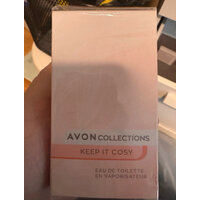 AVON COLLECTIONS
KEEP IT COSY
EAU DE TOILETTE
EN VAPORISATEUR